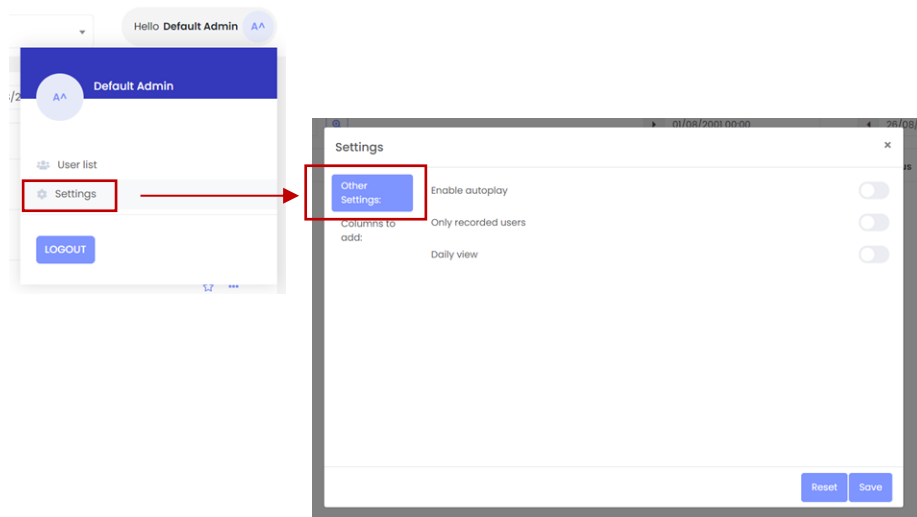 Hello Default Admin A^
A^ Default Admin
User list
Settings
LOGOUT
01/08/2001 00:00
26/08/
Settings
×
Other
Settings:
Columns to
add:
Enable autoplay
Only recorded users
Daily view
Reset
Save